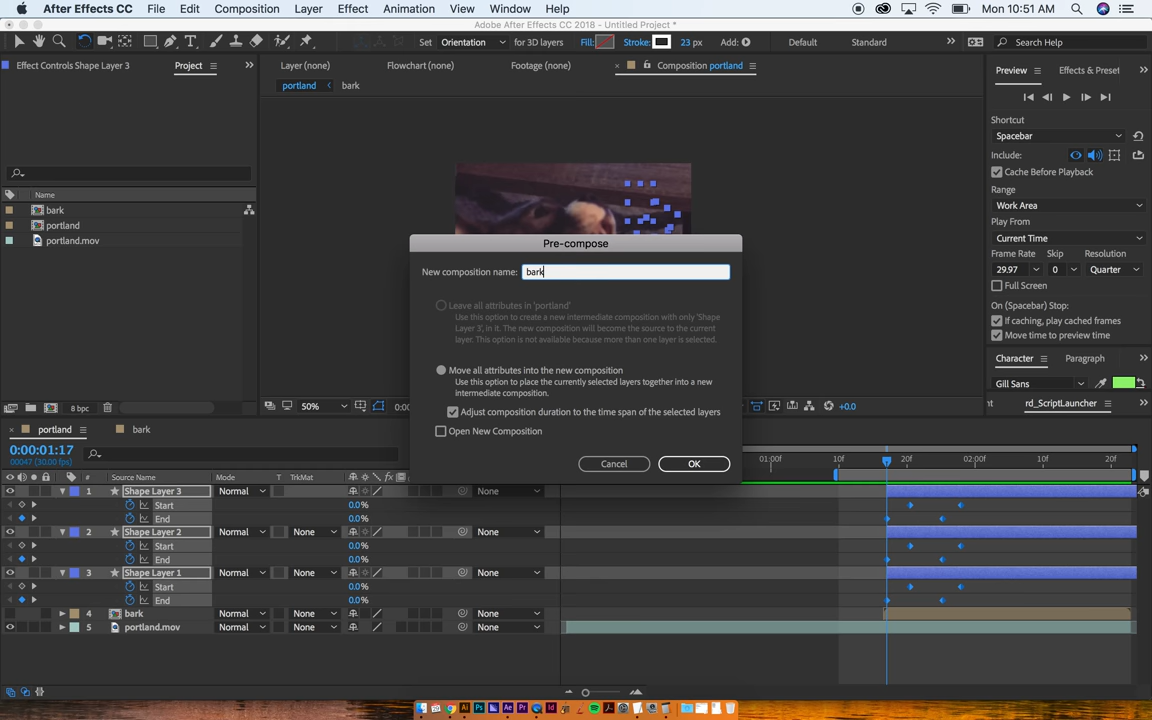 After Effects CC File Edit Composition Layer Effect Animation View Window Help Mon 10:51 AM
Adobe After Effects CC 2018 - Untitled Project *
Set Orientation for 3D layers Fill: Stroke: 23 px Add: Default Standard Search Help
Effect Controls Shape Layer 3 Project Layer (none) Flowchart (none) Footage (none) Composition portland Preview Effects & Preset
portland bark
Shortcut
Spacebar
Include:
Cache Before Playback
Range
Work Area
Play From
Current Time
Frame Rate Skip Resolution
29.97 0 Quarter
Full Screen
On (Spacebar) Stop:
If caching, play cached frames
Move time to preview time
Character Paragraph
Gill Sans
rd_ScriptLauncher
Name
bark
portland
portland.mov
8 bpc
50% 0:00 +0.0
Pre-compose
New composition name: bark
Leave all attributes in 'portland'
Use this option to create a new intermediate composition with only 'Shape
Layer 3', in it. The new composition will become the source to the current
layer. This option is not available because more than one layer is selected.
Move all attributes into the new composition
Use this option to place the currently selected layers together into a new
intermediate composition.
Adjust composition duration to the time span of the selected layers
Open New Composition
Cancel OK
portland bark
0:00:01:17
00047 (30.00 fps)
01:00f 10f 20f 02:00f 10f 20f
# Source Name Mode T TrkMat
1 Shape Layer 3 Normal None
Start 0.0%
End 0.0%
2 Shape Layer 2 Normal None None
Start 0.0%
End 0.0%
3 Shape Layer 1 Normal None None
Start 0.0%
End 0.0%
4 bark Normal None None
5 portland.mov Normal None None